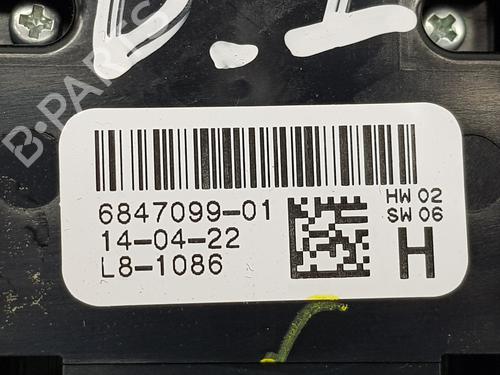 D.I
B-PARTS
6847099-01
14-04-22
L8-1086
HW 02
SW 06
H